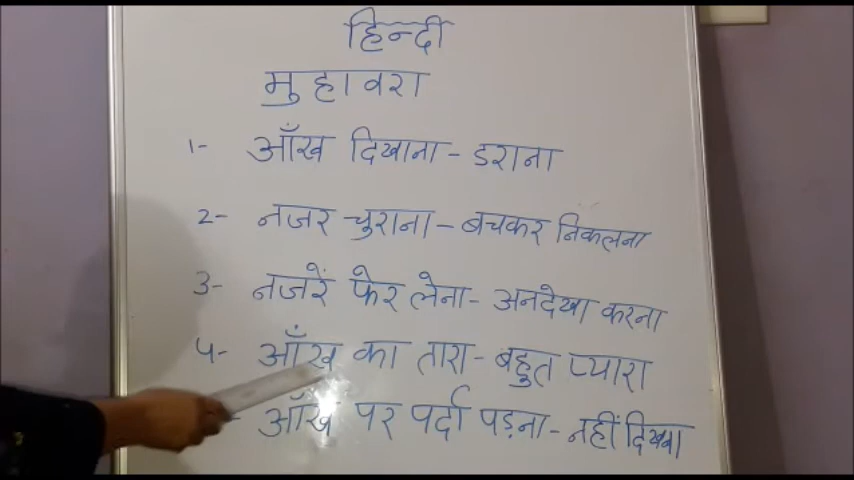 हिन्दी
मुहावरा
1- आँख दिखाना - डराना
2- नजर चुराना - बचकर निकलना
3- नजरें फेर लेना - अनदेखा करना
4- आँख का तारा - बहुत प्यारा
- आँख पर पर्दा पड़ना - नहीं दिखना